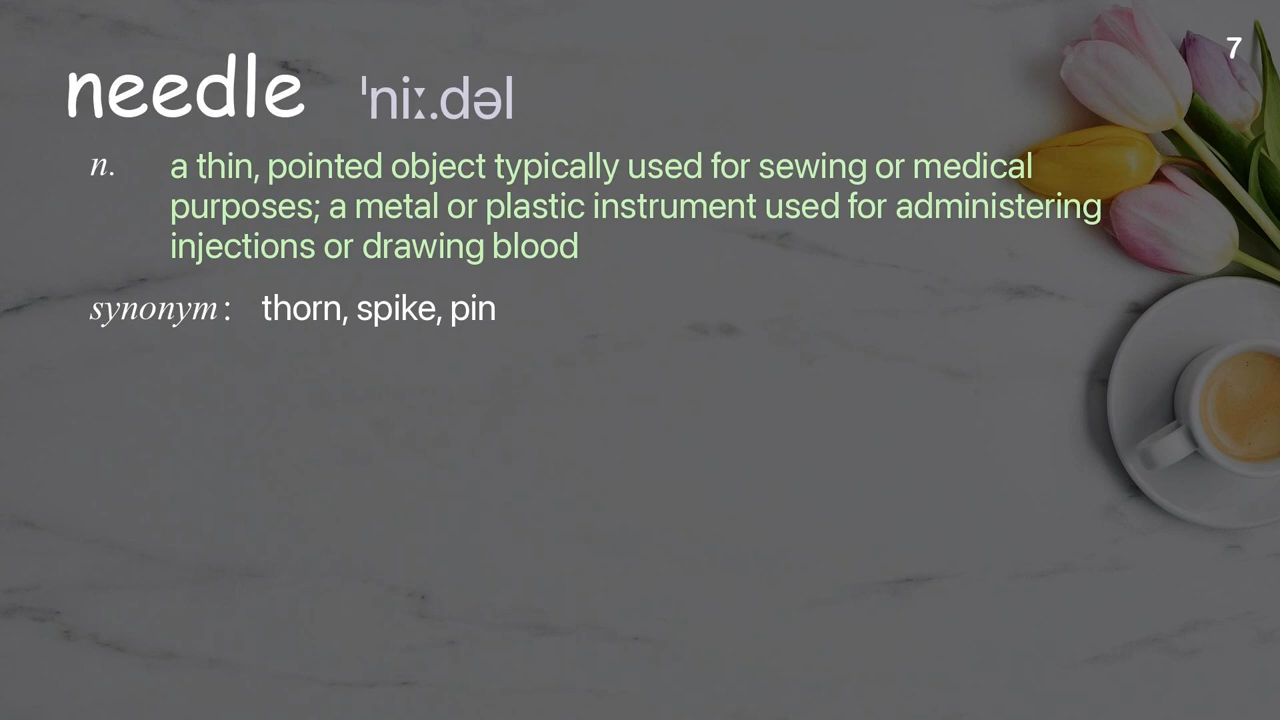 7
needle ˈniː.dəl
n. a thin, pointed object typically used for sewing or medical
purposes; a metal or plastic instrument used for administering
injections or drawing blood
synonym: thorn, spike, pin